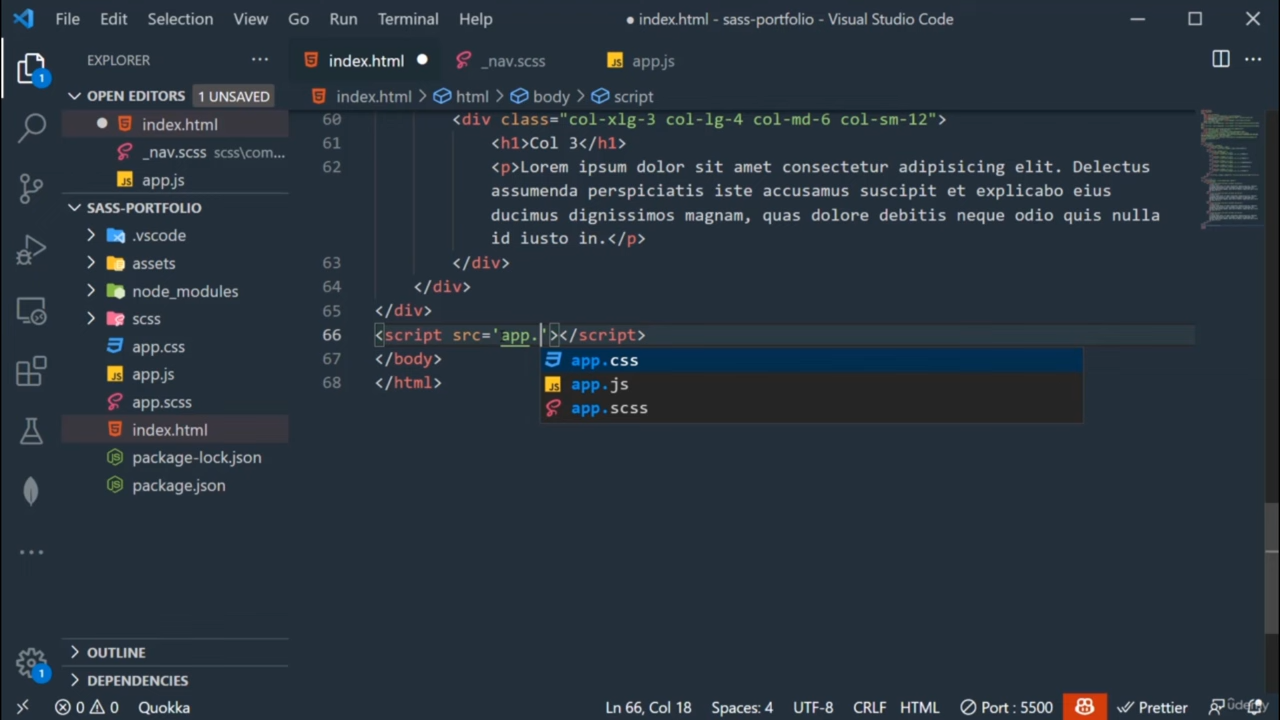 File Edit Selection View Go Run Terminal Help ● index.html - sass-portfolio - Visual Studio Code
EXPLORER
index.html
_nav.scss
app.js
OPEN EDITORS 1 UNSAVED
index.html > html > body > script
index.html
_nav.scss scss\com...
app.js
SASS-PORTFOLIO
.vscode
assets
node_modules
scss
app.css
app.js
app.scss
index.html
package-lock.json
package.json
OUTLINE
DEPENDENCIES
60 <div class="col-xlg-3 col-lg-4 col-md-6 col-sm-12">
61 <h1>Col 3</h1>
62 <p>Lorem ipsum dolor sit amet consectetur adipisicing elit. Delectus
assumenda perspiciatis iste accusamus suscipit et explicabo eius
ducimus dignissimos magnam, quas dolore debitis neque odio quis nulla
id iusto in.</p>
63 </div>
64 </div>
65 </div>
66 <script src='app.'></script>
67 </body>
68 </html>
app.css
app.js
app.scss
1
1
0 0 Quokka Ln 66, Col 18 Spaces: 4 UTF-8 CRLF HTML Port : 5500 Prettier
udemy